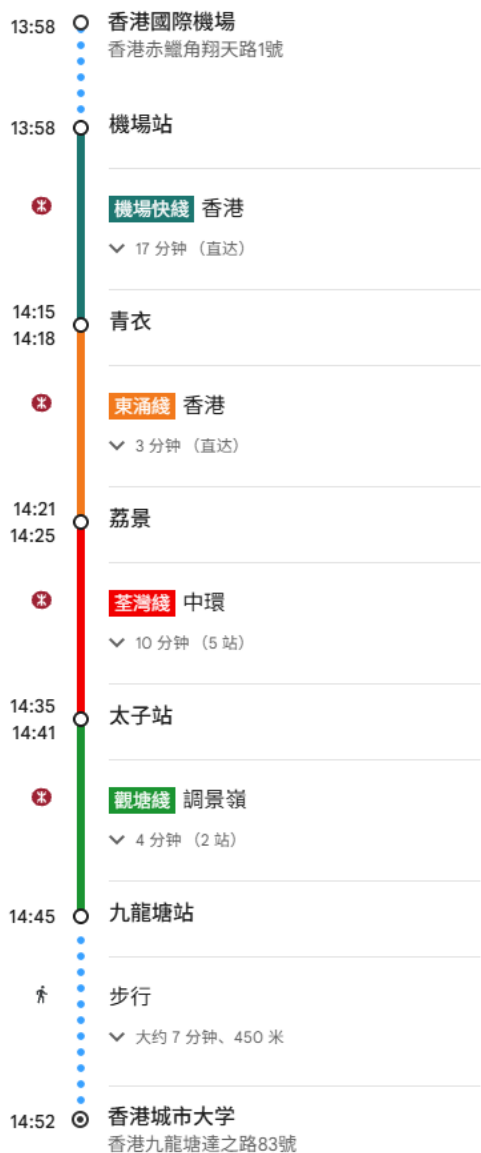 13:58 香港國際機場
香港赤鱲角翔天路1號
13:58 機場站
機場快綫 香港
17 分钟 （直达）
14:15
14:18
青衣
東涌綫 香港
3 分钟 （直达）
14:21
14:25
荔景
荃灣綫 中環
10 分钟 （5 站）
14:35
14:41
太子站
觀塘綫 調景嶺
4 分钟 （2 站）
14:45 九龍塘站
步行
大约 7 分钟、450 米
14:52 香港城市大学
香港九龍塘達之路83號